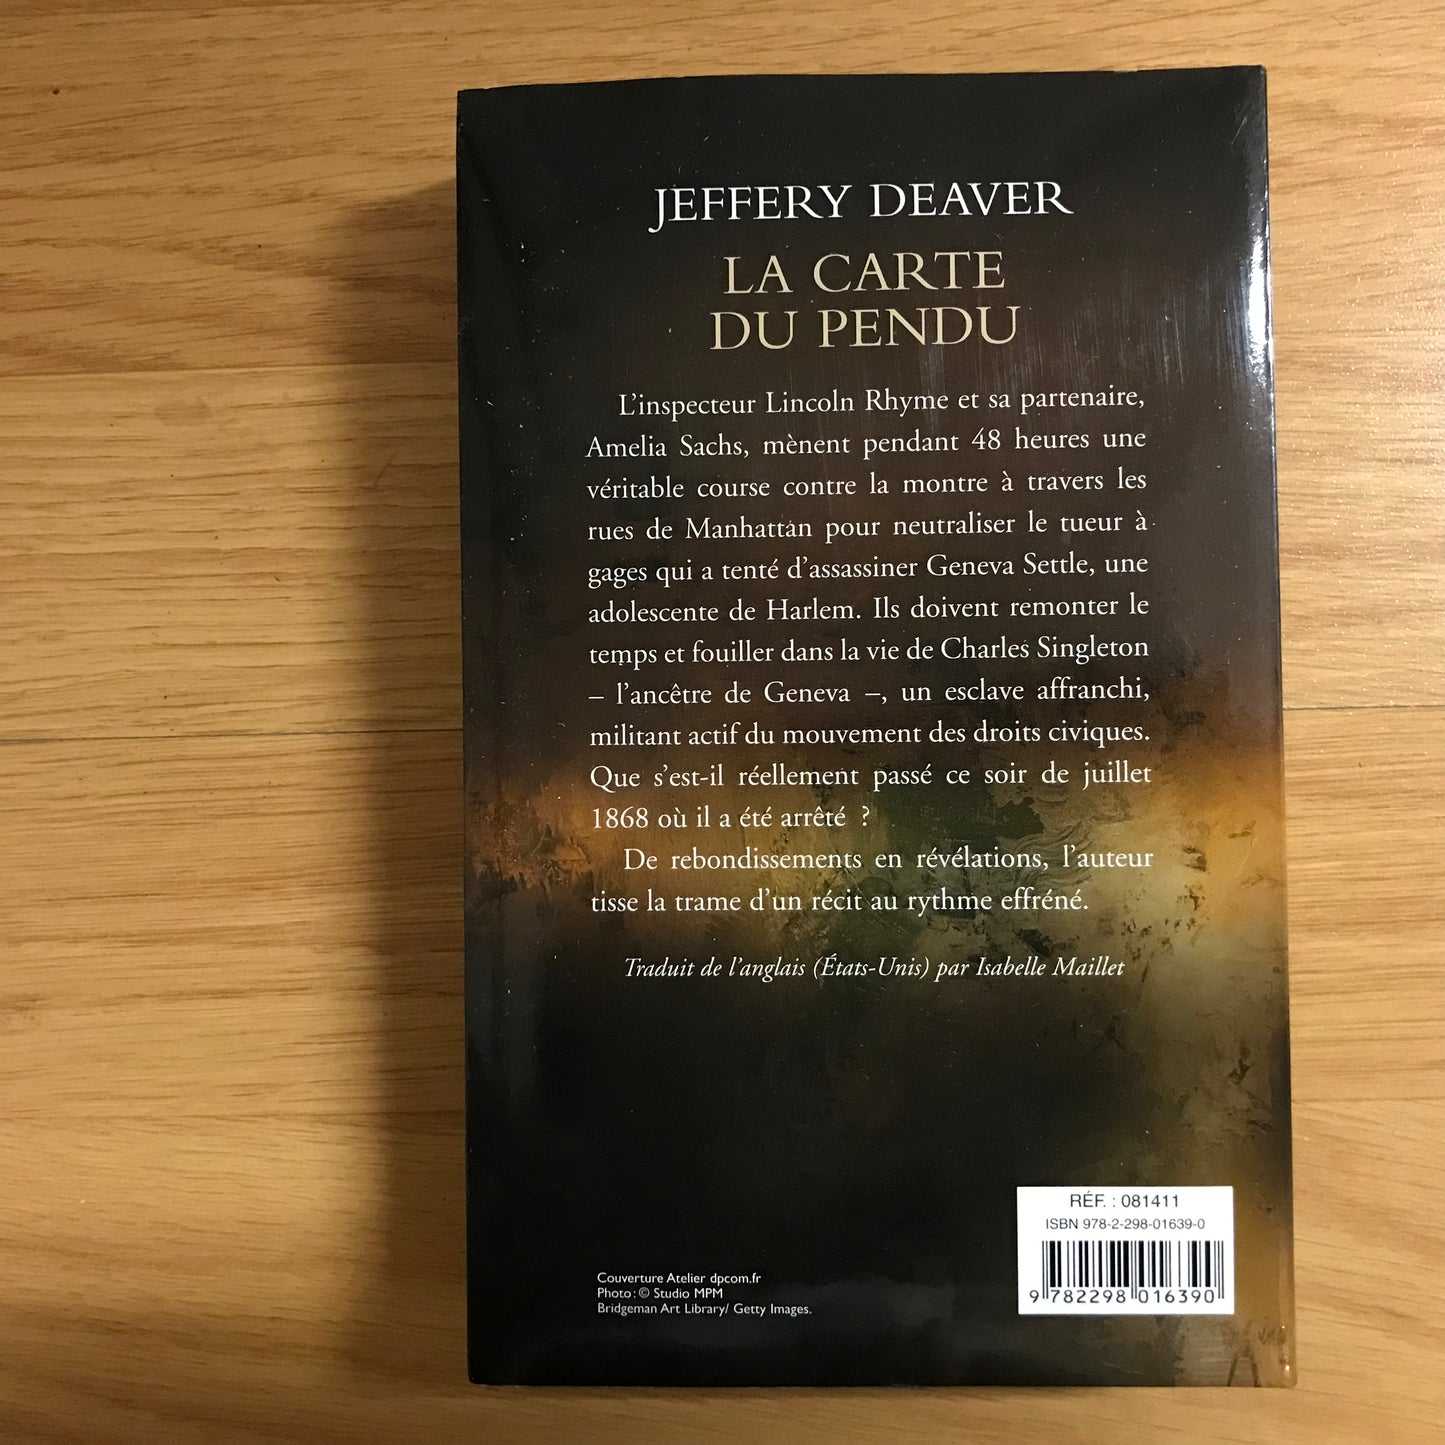 JEFFERY DEAVER
LA CARTE
DU PENDU
L'inspecteur Lincoln Rhyme et sa partenaire,
Amelia Sachs, mènent pendant 48 heures une
véritable course contre la montre à travers les
rues de Manhattan pour neutraliser le tueur à
gages qui a tenté d'assassiner Geneva Settle, une
adolescente de Harlem. Ils doivent remonter le
temps et fouiller dans la vie de Charles Singleton
– l'ancêtre de Geneva –, un esclave affranchi,
militant actif du mouvement des droits civiques.
Que s'est-il réellement passé ce soir de juillet
1868 où il a été arrêté ?
De rebondissements en révélations, l'auteur
tisse la trame d'un récit au rythme effréné.
Traduit de l'anglais (États-Unis) par Isabelle Maillet
RÉF. : 081411
ISBN 978-2-298-01639-0
9 782298 016390
Couverture Atelier dpcom.fr
Photo : © Studio MPM
Bridgeman Art Library/ Getty Images.